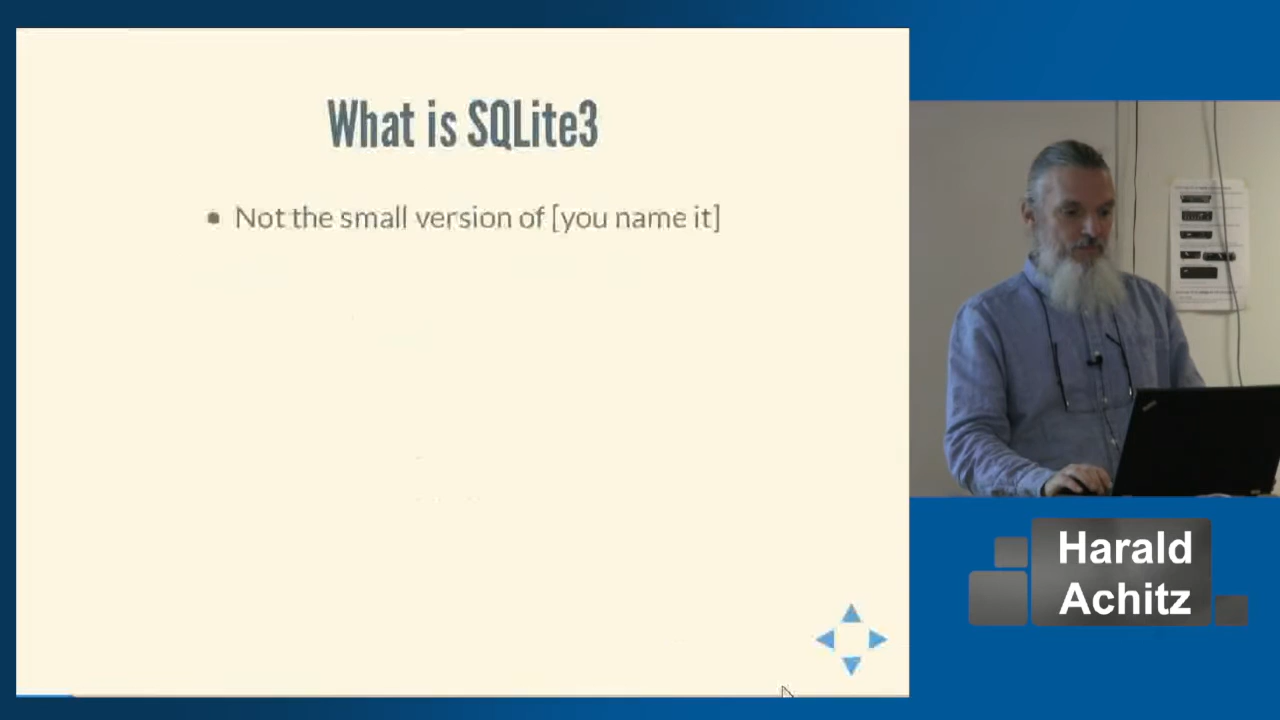 What is SQLite3
Not the small version of [you name it]
Harald
Achitz